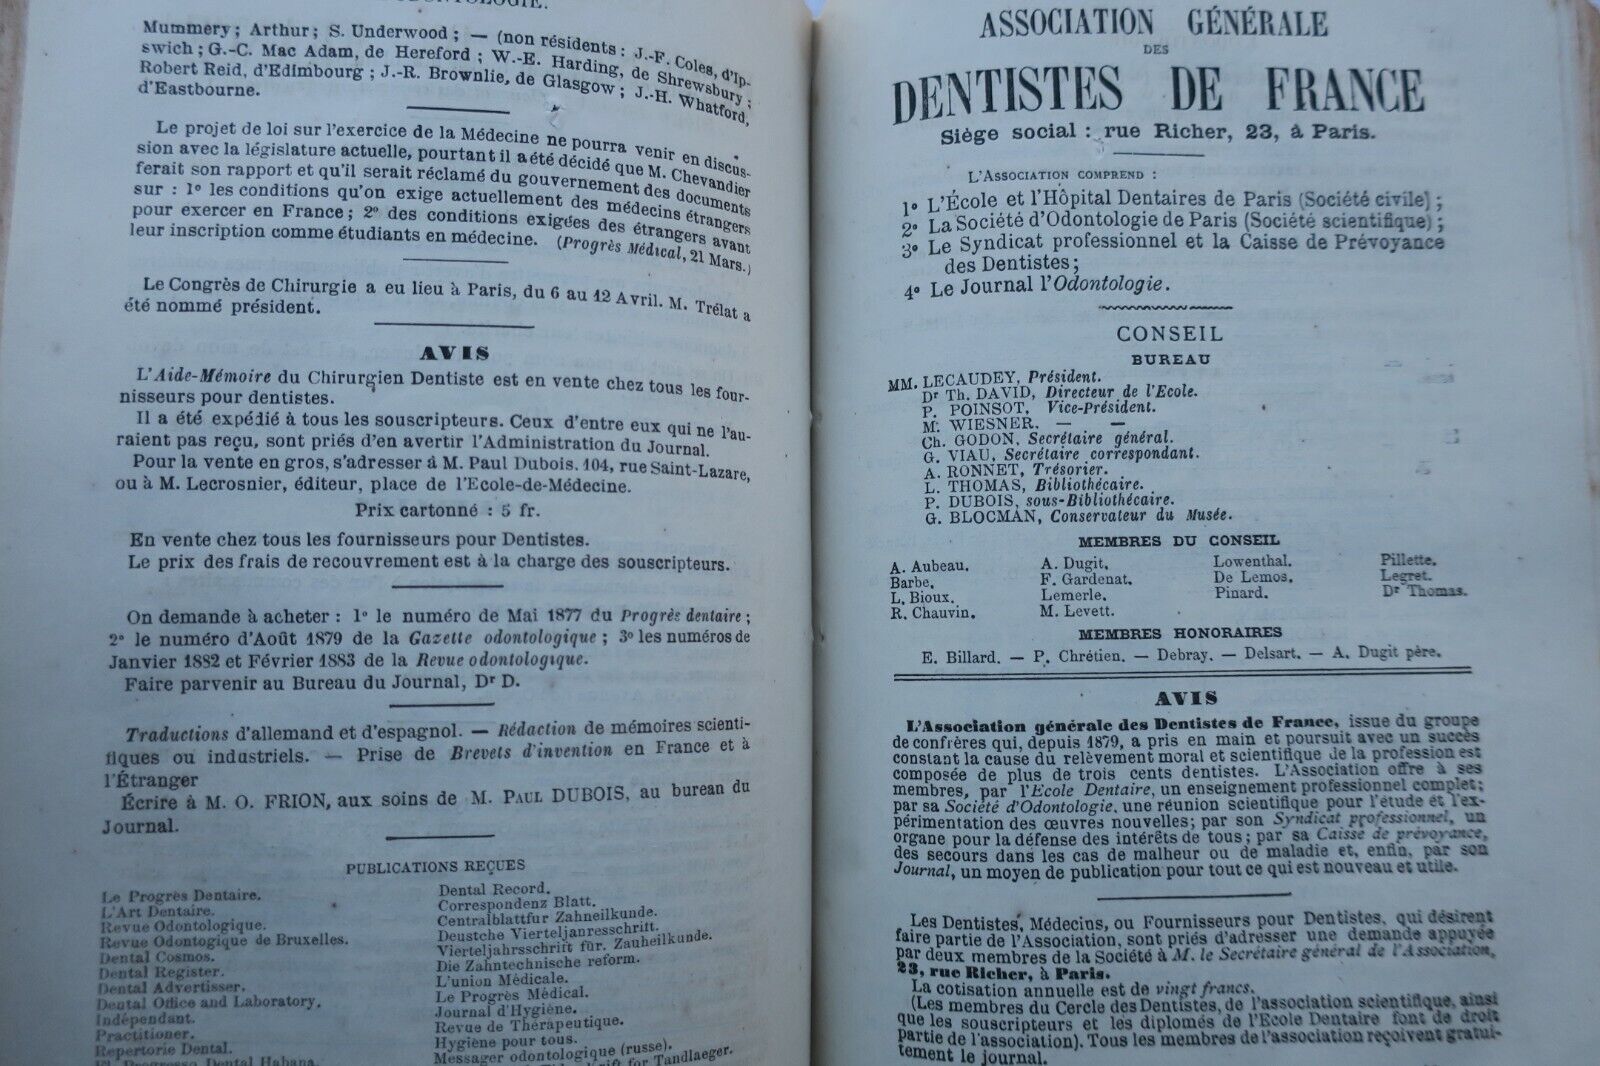 ODONTOLOGIE.
Mummery; Arthur; S. Underwood; — (non résidents : J.-F. Coles, d'Ip-
swich; G.-C. Mac Adam, de Hereford; W.-E. Harding, de Shrewsbury;
Robert Reid, d'Edimbourg; J.-R. Brownlie, de Glasgow; J.-H. Whatford,
d'Eastbourne.
Le projet de loi sur l'exercice de la Médecine ne pourra venir en discus-
sion avec la législature actuelle, pourtant il a été décidé que M. Chevandier
ferait son rapport et qu'il serait réclamé du gouvernement des documents
sur : 1º les conditions qu'on exige actuellement des médecins étrangers
pour exercer en France; 2º des conditions exigées des étrangers avant
leur inscription comme étudiants en médecine. (Progrès Médical, 21 Mars.)
Le Congrès de Chirurgie a eu lieu à Paris, du 6 au 12 Avril. M. Trélat a
été nommé président.
AVIS
L'Aide-Mémoire du Chirurgien Dentiste est en vente chez tous les four-
nisseurs pour dentistes.
Il a été expédié à tous les souscripteurs. Ceux d'entre eux qui ne l'au-
raient pas reçu, sont priés d'en avertir l'Administration du Journal.
Pour la vente en gros, s'adresser à M. Paul Dubois, 104, rue Saint-Lazare,
ou à M. Lecrosnier, éditeur, place de l'Ecole-de-Médecine.
Prix cartonné : 5 fr.
En vente chez tous les fournisseurs pour Dentistes.
Le prix des frais de recouvrement est à la charge des souscripteurs.
On demande à acheter : 1º le numéro de Mai 1877 du Progrès dentaire;
2º le numéro d'Août 1879 de la Gazette odontologique; 3º les numéros de
Janvier 1882 et Février 1883 de la Revue odontologique.
Faire parvenir au Bureau du Journal, Dr D.
Traductions d'allemand et d'espagnol. — Rédaction de mémoires scienti-
fiques ou industriels. — Prise de Brevets d'invention en France et à
l'Étranger
Écrire à M. O. FRION, aux soins de M. PAUL DUBOIS, au bureau du
Journal.
PUBLICATIONS REÇUES
Le Progrès Dentaire.
L'Art Dentaire.
Revue Odontologique.
Revue Odontogique de Bruxelles.
Dental Cosmos.
Dental Register.
Dental Advertisser.
Dental Office and Laboratory.
Indépendant.
Practitioner.
Repertorie Dental.
El Progresso Dental Habana.
Dental Record.
Correspondenz Blatt.
Centralblattfur Zahneilkunde.
Deustche Vierteljanresschrift.
Vierteljahrsschrift für. Zauheilkunde.
Die Zahntechnische reform.
L'union Médicale.
Le Progrès Médical.
Journal d'Hygiène.
Revue de Thérapeutique.
Hygiène pour tous.
Messager odontologique (russe).
für Tandlaeger.
ASSOCIATION GÉNÉRALE
DES
DENTISTES DE FRANCE
Siège social : rue Richer, 23, à Paris.
L'ASSOCIATION COMPREND :
1º L'École et l'Hôpital Dentaires de Paris (Société civile);
2º La Société d'Odontologie de Paris (Société scientifique);
3º Le Syndicat professionnel et la Caisse de Prévoyance
des Dentistes;
4º Le Journal l'Odontologie.
CONSEIL
BUREAU
MM. LECAUDEY, Président.
Dr Th. DAVID, Directeur de l'Ecole.
P. POINSOT, Vice-Président.
Mc WIESNER. — —
Ch. GODON, Secrétaire général.
G. VIAU, Secrétaire correspondant.
A. RONNET, Trésorier.
L. THOMAS, Bibliothécaire.
P. DUBOIS, sous-Bibliothécaire.
G. BLOCMAN, Conservateur du Musée.
MEMBRES DU CONSEIL
A. Aubeau. A. Dugit. Lowenthal. Pillette.
Barbe. F. Gardenat. De Lemos. Legret.
L. Bioux. Lemerle. Pinard. Dr Thomas.
R. Chauvin. M. Levett.
MEMBRES HONORAIRES
E. Billard. — P. Chrétien. — Debray. — Delsart. — A. Dugit père.
AVIS
L'Association générale des Dentistes de France, issue du groupe
de confrères qui, depuis 1879, a pris en main et poursuit avec un succès
constant la cause du relèvement moral et scientifique de la profession est
composée de plus de trois cents dentistes. L'Association offre à ses
membres, par l'Ecole Dentaire, un enseignement professionnel complet;
par sa Société d'Odontologie, une réunion scientifique pour l'étude et l'ex-
périmentation des œuvres nouvelles; par son Syndicat professionnel, un
organe pour la défense des intérêts de tous; par sa Caisse de prévoyance,
des secours dans les cas de malheur ou de maladie et, enfin, par son
Journal, un moyen de publication pour tout ce qui est nouveau et utile.
Les Dentistes, Médecins, ou Fournisseurs pour Dentistes, qui désirent
faire partie de l'Association, sont priés d'adresser une demande appuyée
par deux membres de la Société à M. le Secrétaire général de l'Association,
23, rue Richer, à Paris.
La cotisation annuelle est de vingt francs.
(Les membres du Cercle des Dentistes, de l'association scientifique, ainsi
que les souscripteurs et les diplomés de l'Ecole Dentaire font de droit
partie de l'association). Tous les membres de l'association reçoivent gratui-
tement le journal.